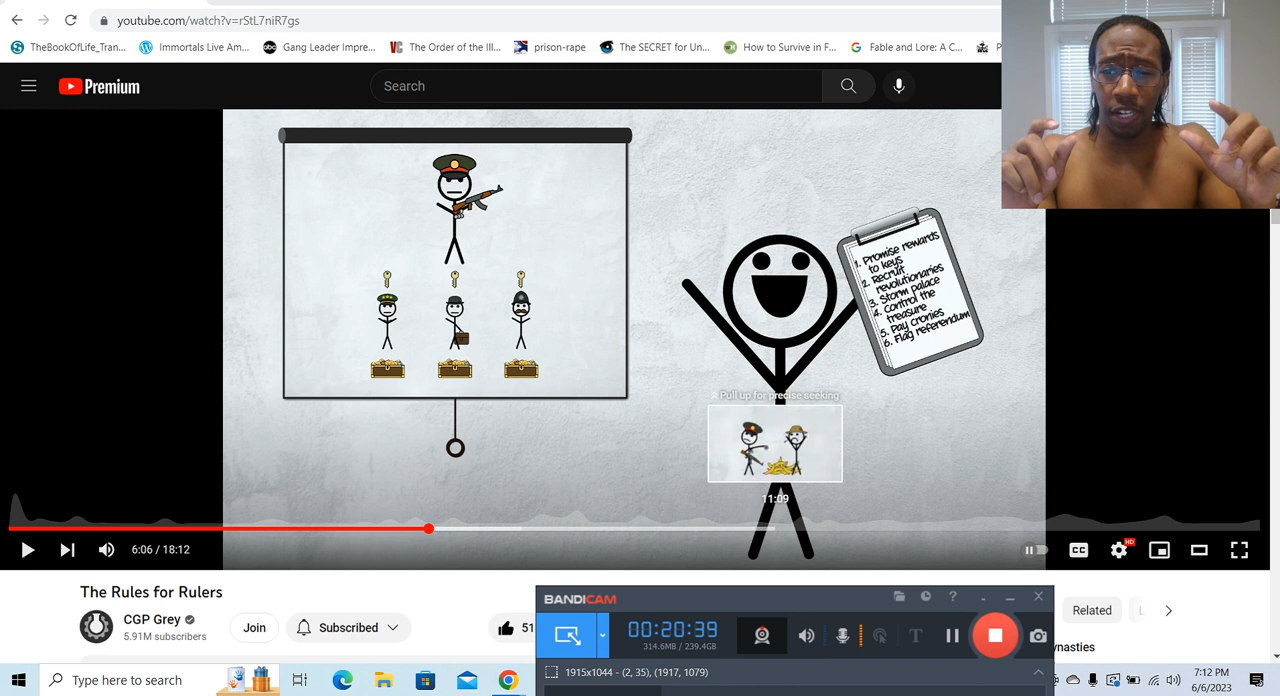 youtube.com/watch?v=rStL7niR7gs
TheBookOfLife_Tran... Immortals Live Am... Gang Leader Impre... The Order of the Ill... prison-rape The SECRET for Un... How to Survive in F... Fable and Lore: A C... P
Premium
Search
1. Promise rewards
to keys
2. Recruit
revolutionaries
3. Storm palace
4. Control the
treasure
5. Pay cronies
6. Flag referendum
Pull up for precise seeking
11:09
6:06 / 18:12
CC
HD
The Rules for Rulers
CGP Grey
5.91M subscribers
Join
Subscribed
51
Related
L
nasties
BANDICAM
00:20:39
314.6MB / 239.4GB
1915x1044 - (2, 35), (1917, 1079)
Type here to search
7:12 PM
6/6/2023